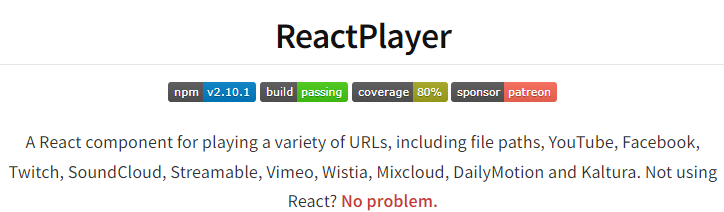 ReactPlayer
npm v2.10.1 build passing coverage 80% sponsor patreon
A React component for playing a variety of URLs, including file paths, YouTube, Facebook,
Twitch, SoundCloud, Streamable, Vimeo, Wistia, Mixcloud, DailyMotion and Kaltura. Not using
React? No problem.